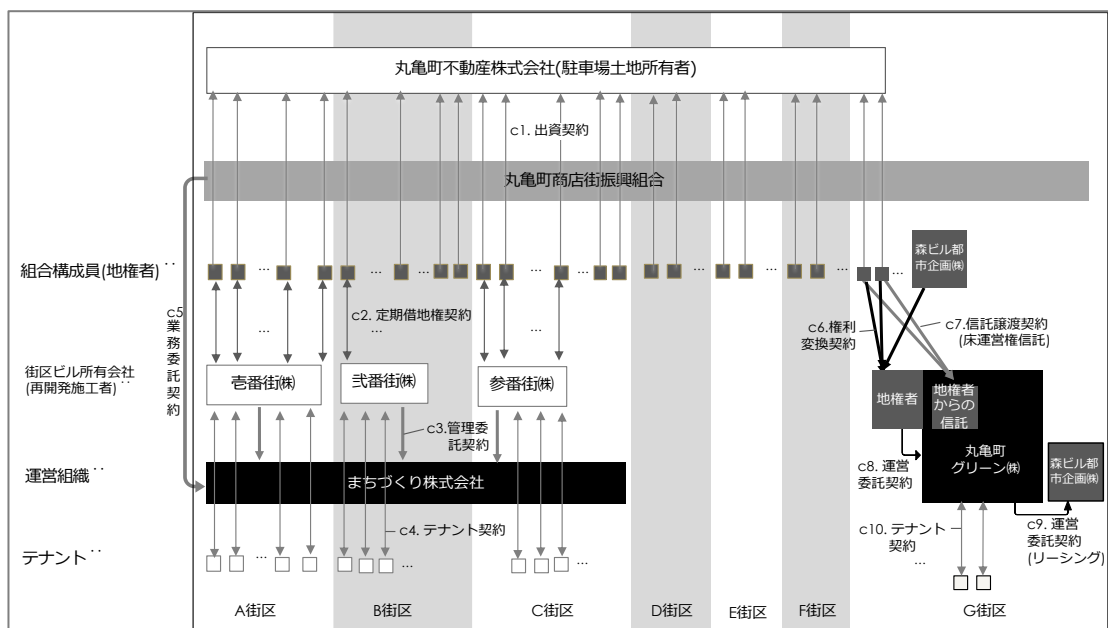 丸亀町不動産株式会社(駐車場土地所有者)
c1. 出資契約
丸亀町商店街振興組合
組合構成員(地権者)
...
...
...
...
...
...
...
...
...
...
森ビル都
市企画㈱
c5
業務委託契約
...
c2. 定期借地権契約
...
...
c6.権利
変換契約
c7.信託譲渡契約
(床運営権信託)
街区ビル所有会社
(再開発施工者)
壱番街㈱
弐番街㈱
参番街㈱
地権者
地権者
からの
信託
c3.管理委
託契約
丸亀町
グリーン㈱
運営組織
まちづくり株式会社
c8. 運営
委託契約
森ビル都
市企画㈱
c4. テナント契約
c10. テナント
契約
...
c9. 運営
委託契約
(リーシング)
テナント
...
...
...
A街区
B街区
C街区
D街区
E街区
F街区
G街区